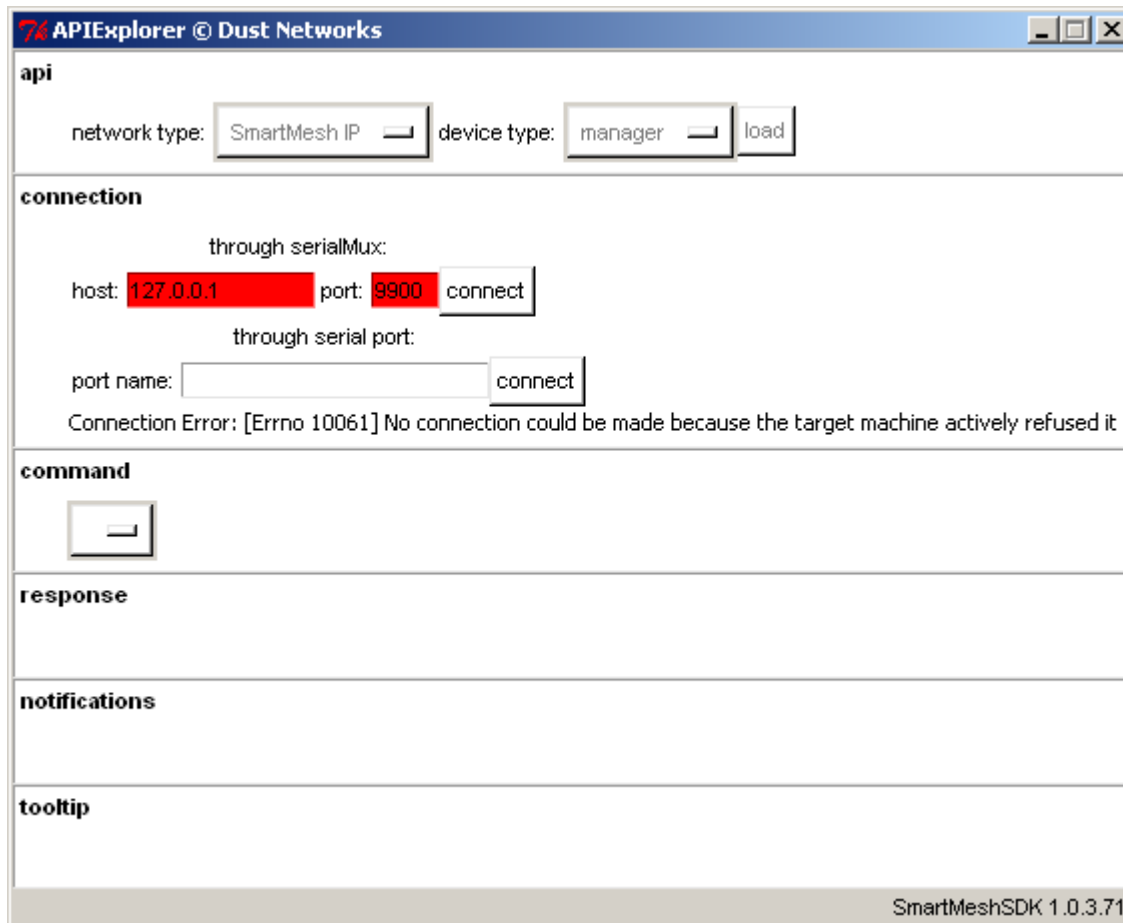 APIExplorer © Dust Networks
api
network type: SmartMesh IP device type: manager load
connection
through serialMux:
host: 127.0.0.1 port: 9900 connect
through serial port:
port name: connect
Connection Error: [Errno 10061] No connection could be made because the target machine actively refused it
command
response
notifications
tooltip
SmartMeshSDK 1.0.3.71